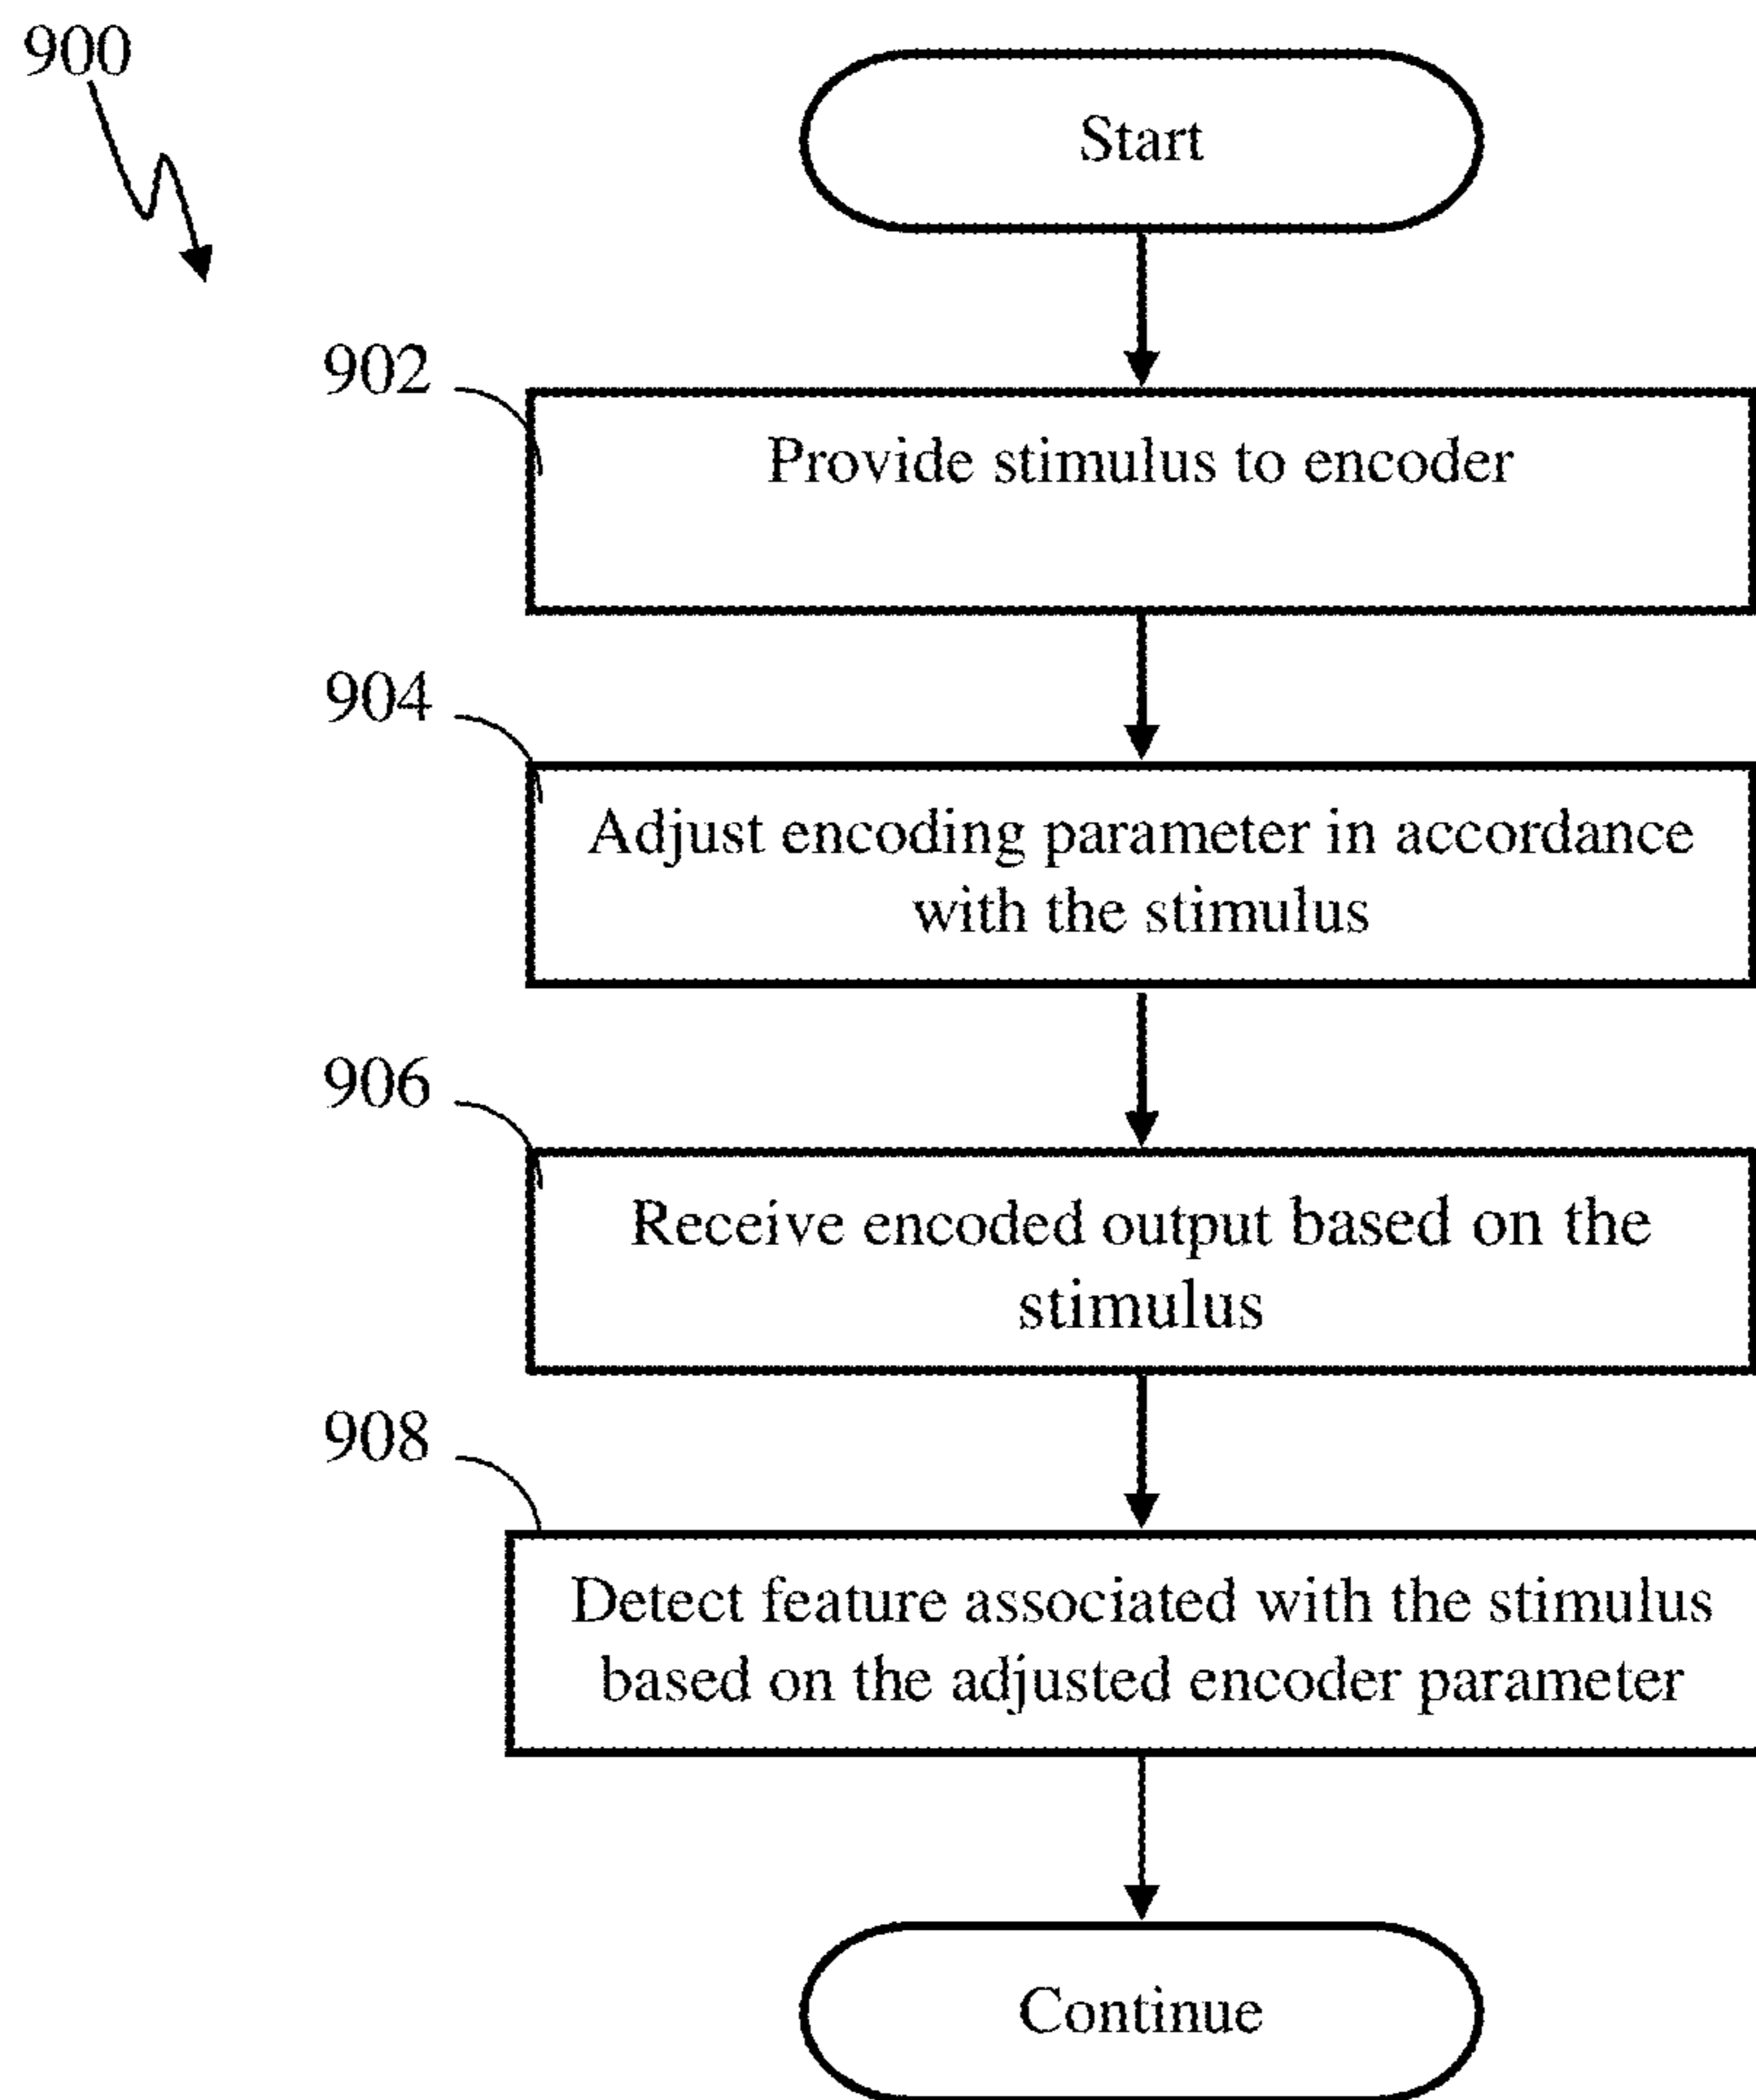 900
Start
902
Provide stimulus to encoder
904
Adjust encoding parameter in accordance
with the stimulus
906
Receive encoded output based on the
stimulus
908
Detect feature associated with the stimulus
based on the adjusted encoder parameter
Continue